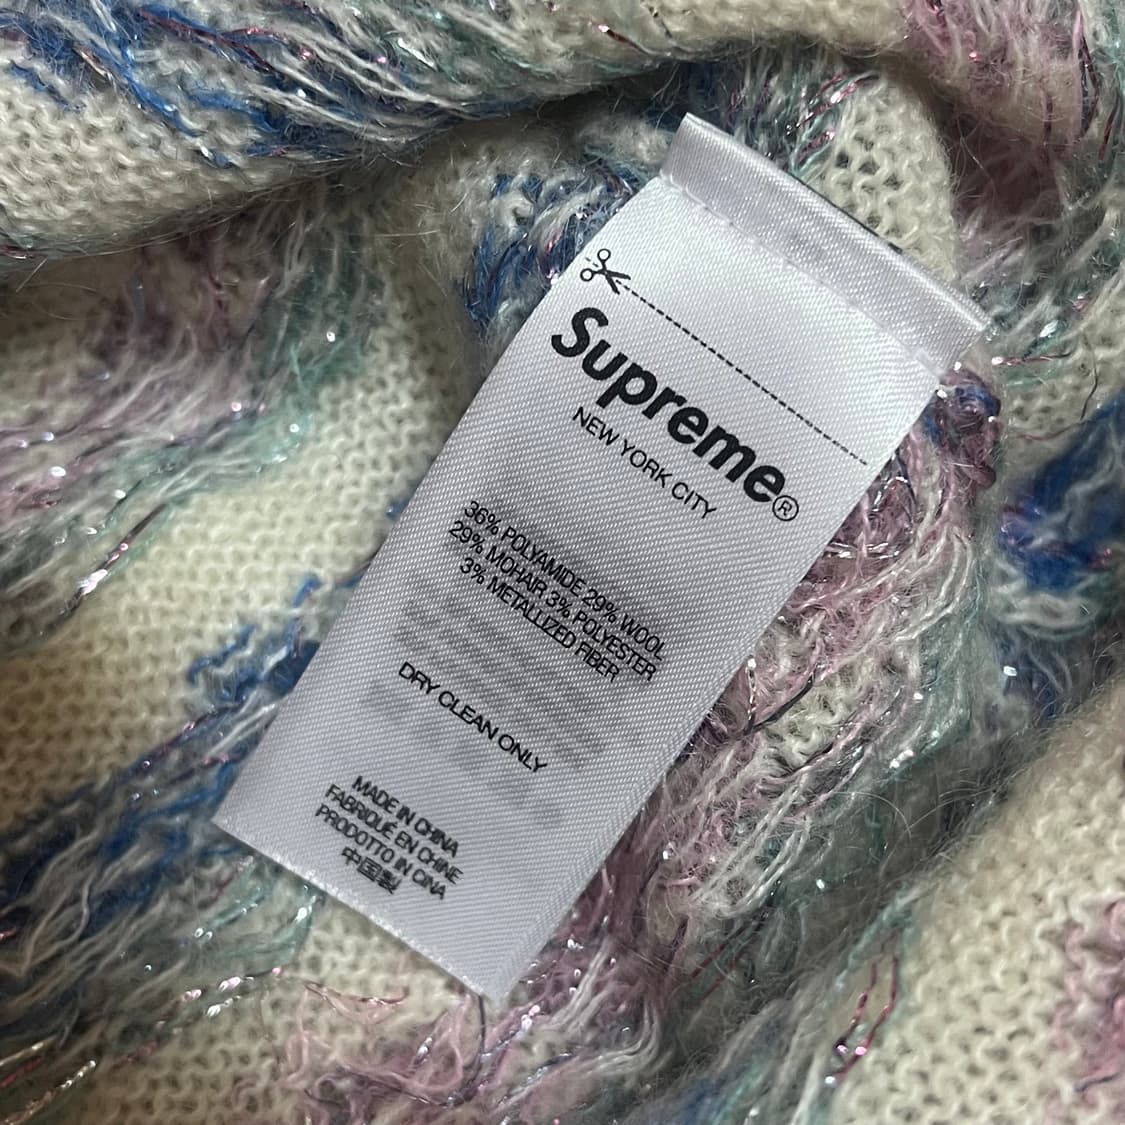 Supreme®
NEW YORK CITY
36% POLYAMIDE 29% WOOL
29% MOHAIR 3% POLYESTER
3% METALLIZED FIBER
DRY CLEAN ONLY
MADE IN CHINA
FABRIQUÉ EN CHINE
PRODOTTO IN CINA
中国製